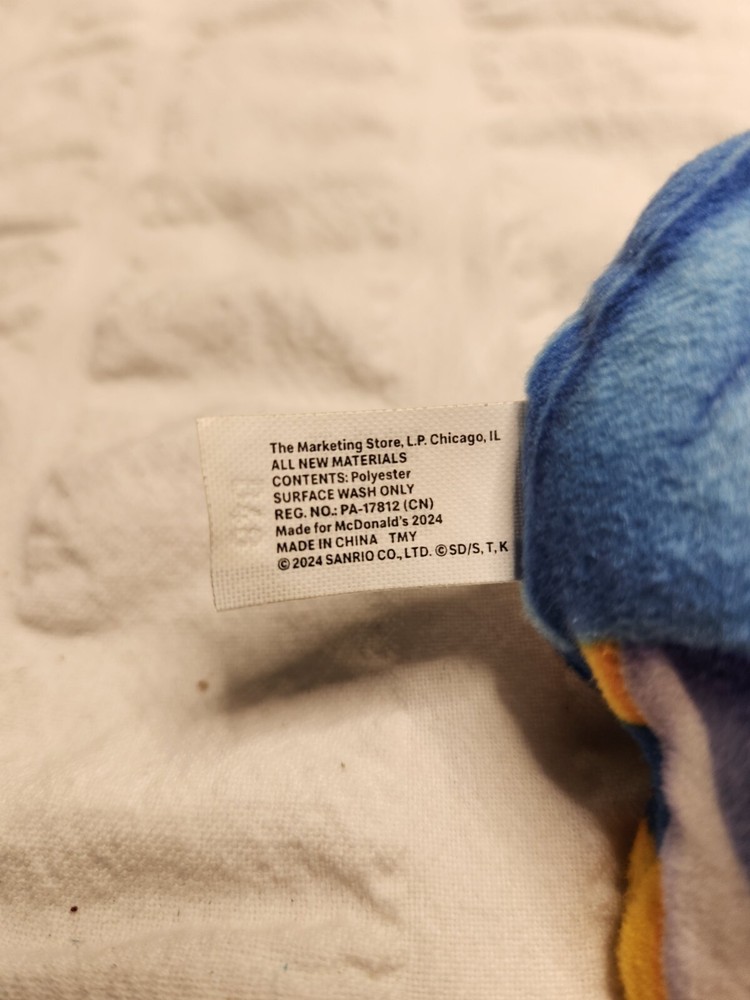 The Marketing Store, L.P. Chicago, IL
ALL NEW MATERIALS
CONTENTS: Polyester
SURFACE WASH ONLY
REG. NO.: PA-17812 (CN)
Made for McDonald's 2024
MADE IN CHINA TMY
©2024 SANRIO CO., LTD. ©SD/S, T, K